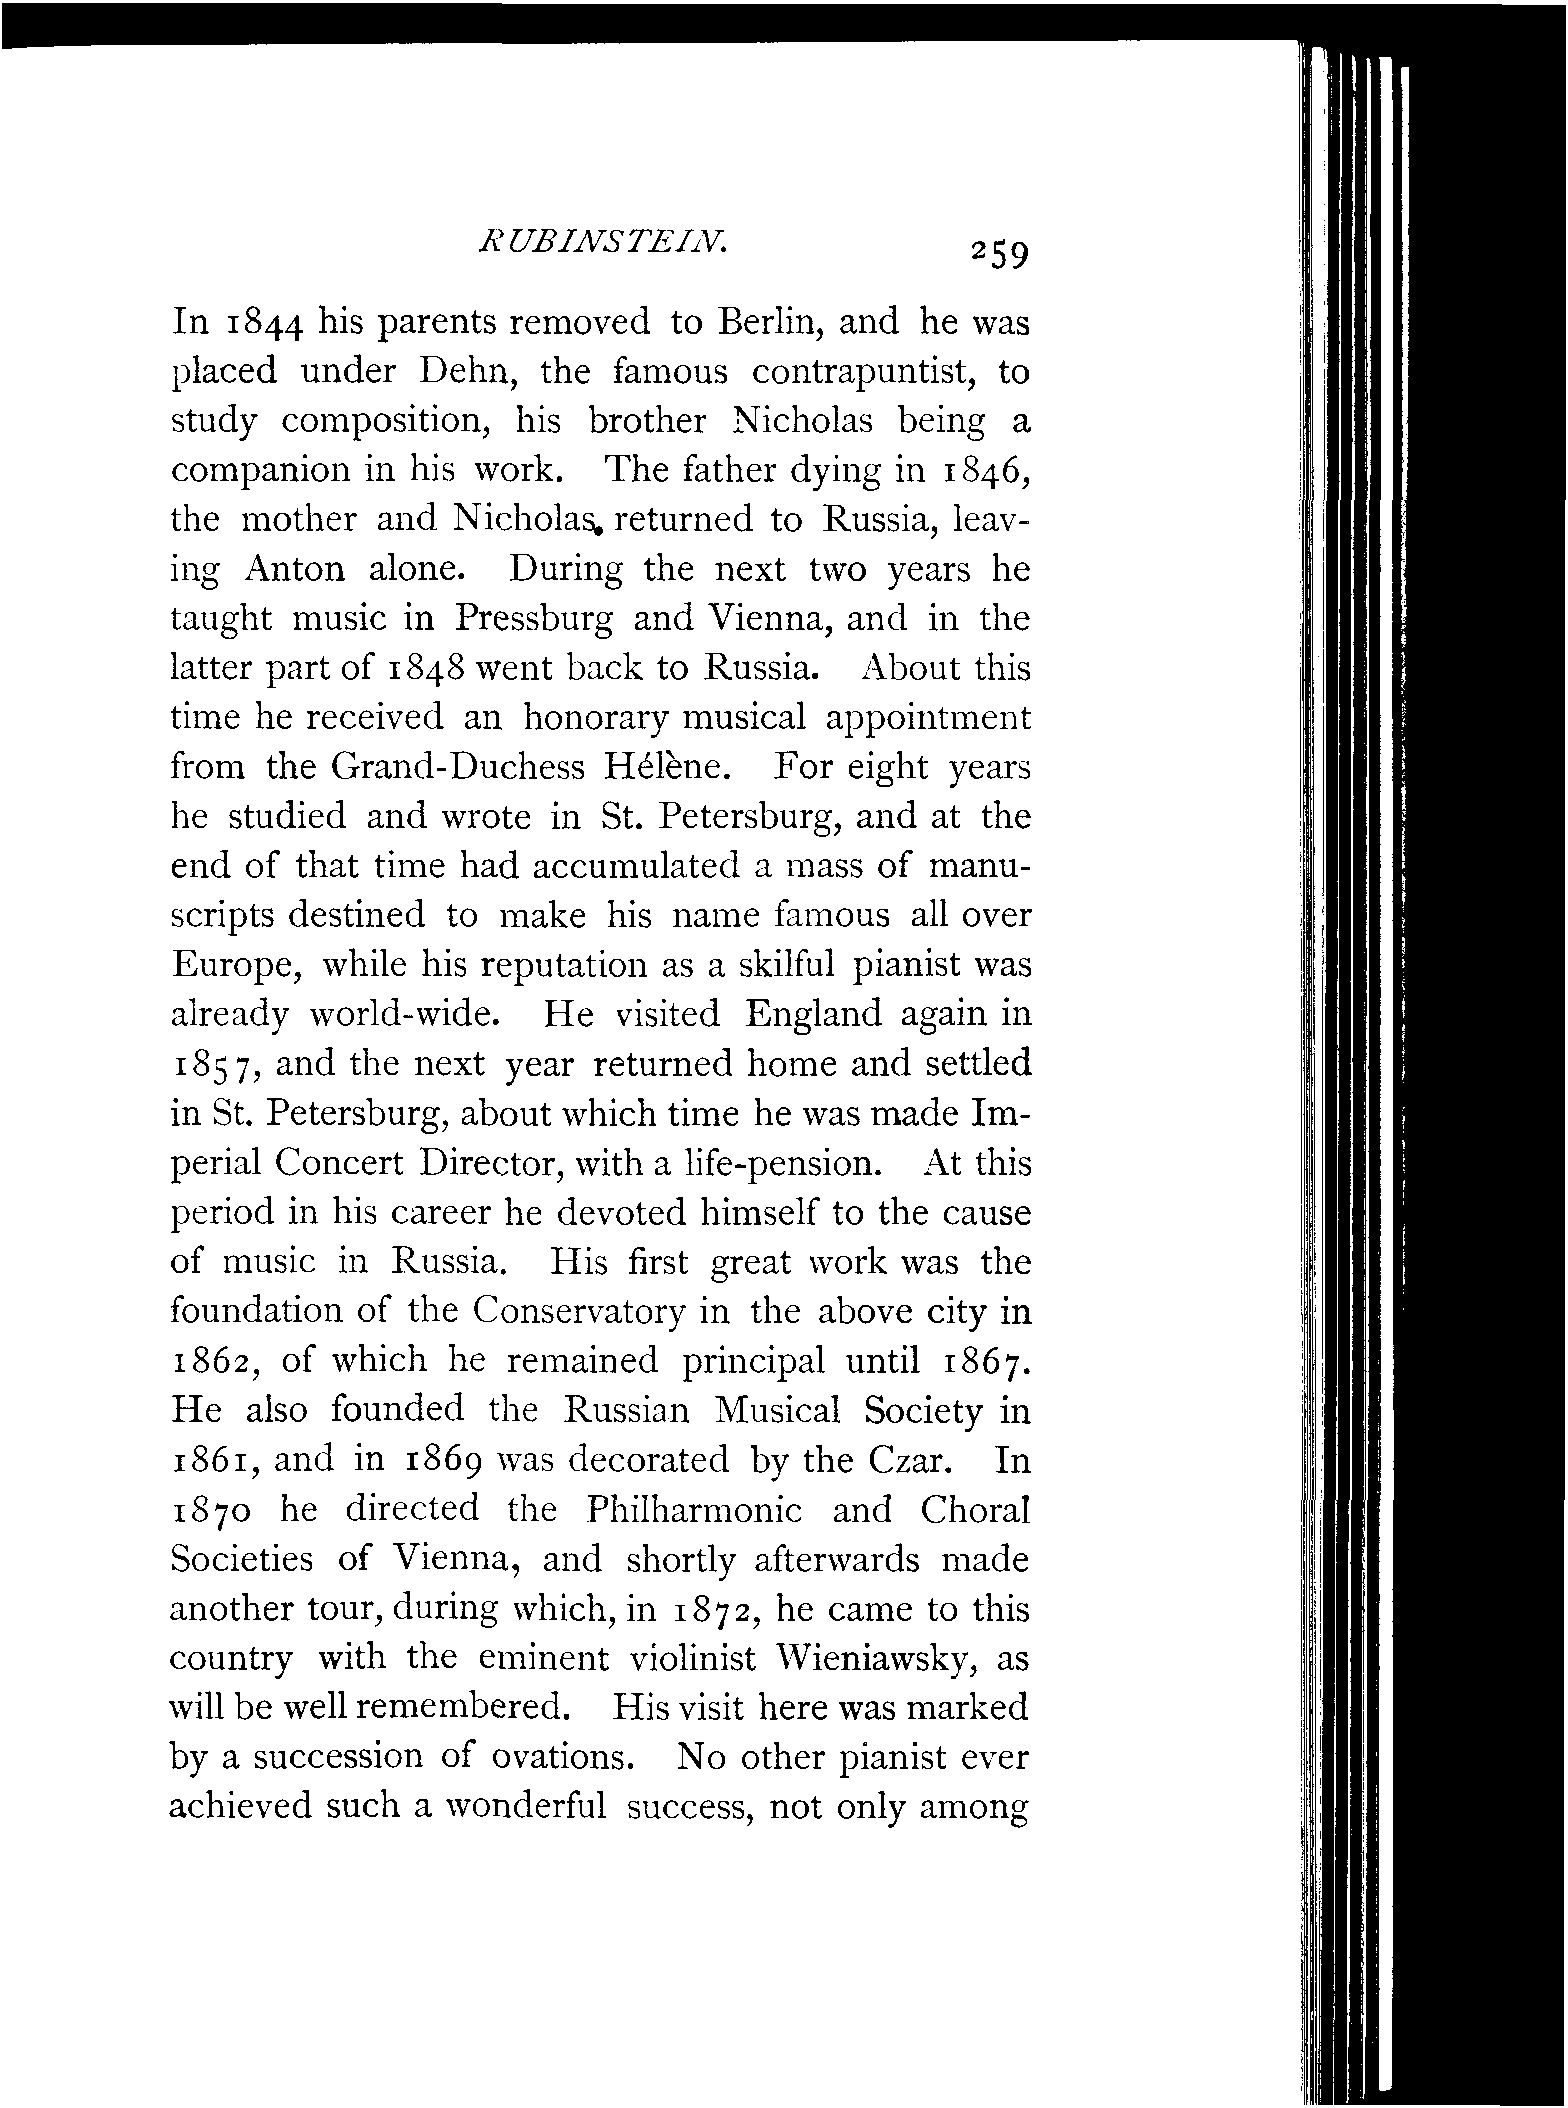 RUBINSTEIN. 259
In 1844 his parents removed to Berlin, and he was
placed under Dehn, the famous contrapuntist, to
study composition, his brother Nicholas being a
companion in his work. The father dying in 1846,
the mother and Nicholas returned to Russia, leav-
ing Anton alone. During the next two years he
taught music in Pressburg and Vienna, and in the
latter part of 1848 went back to Russia. About this
time he received an honorary musical appointment
from the Grand-Duchess Hélène. For eight years
he studied and wrote in St. Petersburg, and at the
end of that time had accumulated a mass of manu-
scripts destined to make his name famous all over
Europe, while his reputation as a skilful pianist was
already world-wide. He visited England again in
1857, and the next year returned home and settled
in St. Petersburg, about which time he was made Im-
perial Concert Director, with a life-pension. At this
period in his career he devoted himself to the cause
of music in Russia. His first great work was the
foundation of the Conservatory in the above city in
1862, of which he remained principal until 1867.
He also founded the Russian Musical Society in
1861, and in 1869 was decorated by the Czar. In
1870 he directed the Philharmonic and Choral
Societies of Vienna, and shortly afterwards made
another tour, during which, in 1872, he came to this
country with the eminent violinist Wieniawsky, as
will be well remembered. His visit here was marked
by a succession of ovations. No other pianist ever
achieved such a wonderful success, not only among